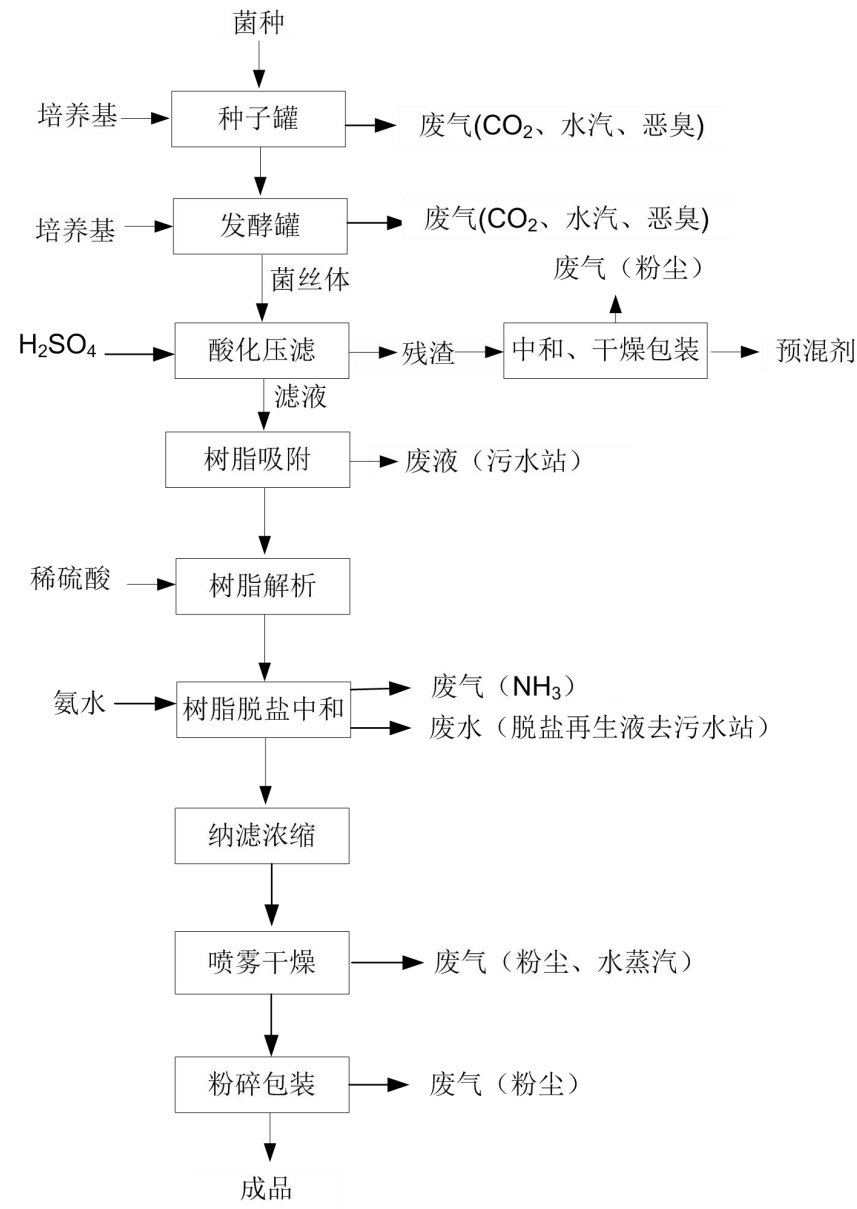 菌种
培养基
种子罐
废气(CO₂、水汽、恶臭)
培养基
发酵罐
废气(CO₂、水汽、恶臭)
菌丝体
废气（粉尘）
H₂SO₄
酸化压滤
残渣
中和、干燥包装
预混剂
滤液
树脂吸附
废液（污水站）
稀硫酸
树脂解析
氨水
树脂脱盐中和
废气（NH₃）
废水（脱盐再生液去污水站）
纳滤浓缩
喷雾干燥
废气（粉尘、水蒸汽）
粉碎包装
废气（粉尘）
成品